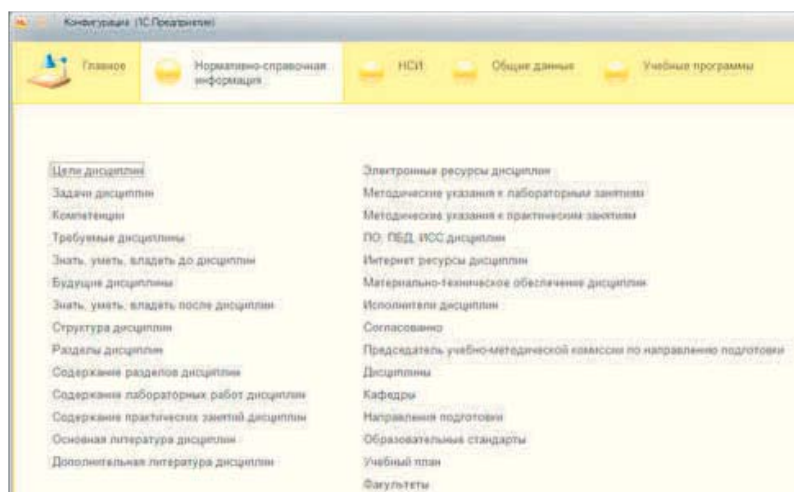 Конфигурация (1С:Предприятие)
Главное
Нормативно-справочная
информация
НСИ
Общие данные
Учебные программы
Цели дисциплин
Задачи дисциплин
Компетенции
Требуемые дисциплины
Знать, уметь, владеть до дисциплин
Будущие дисциплины
Знать, уметь, владеть после дисциплин
Структура дисциплин
Разделы дисциплин
Содержание разделов дисциплин
Содержание лабораторных работ дисциплин
Содержание практических занятий дисциплин
Основная литература дисциплин
Дополнительная литература дисциплин
Электронные ресурсы дисциплин
Методические указания к лабораторным занятиям
Методические указания к практическим занятиям
ПО, ПБД, ИСС дисциплин
Интернет ресурсы дисциплин
Материально-техническое обеспечение дисциплин
Исполнители дисциплин
Согласованно
Председатель учебно-методической комиссии по направлению подготовки
Дисциплины
Кафедры
Направления подготовки
Образовательные стандарты
Учебный план
Факультеты